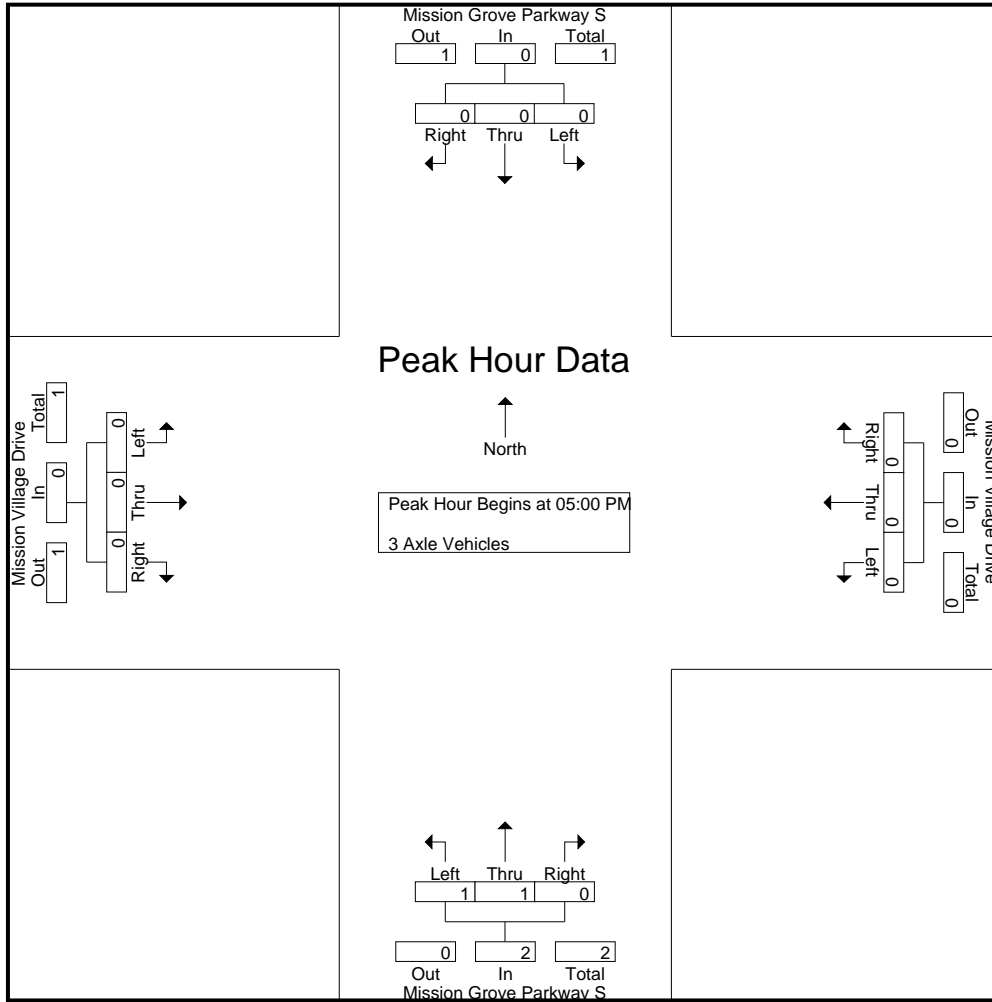 Mission Grove Parkway S
Out In Total
1 0 1
0 0 0
Right Thru Left
Peak Hour Data
North
Peak Hour Begins at 05:00 PM
3 Axle Vehicles
Mission Village Drive
Total In Out
1 0 1
0 0 0
Left Thru Right
Right Thru Left
0 0 0
Out In Total
0 0 0
Mission Village Drive
Left Thru Right
1 1 0
0 2 2
Out In Total
Mission Grove Parkway S